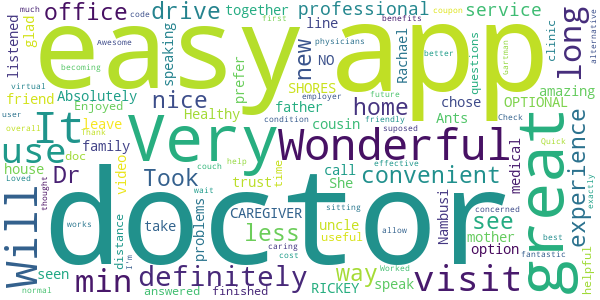 much code office drive together professional service first coupon
becoming
Awesome
listened glad speaking line new NO Rachael questions clinic benefits long alternative
easy app
virtual employer prefer physicians better Gartman
friend Absolutely nice SHORES home chose OPTIONAL amazing
user leave Enjoyed Healthy father condition future friendly suposed Ants Check Quick
overall thank Very cousin Wonderful
It
use doc family couch help effective medical great experience
house Dr Took trust time call She convenient see exactly
Will Loved video wait CAREGIVER sitting uncle Nambusi mother concerned best
thought works distance take problems less useful allow option fantastic
doctor
I'm caring cost way Worked speak helpful
seen min definitely RICKEY visit
normal answered finished